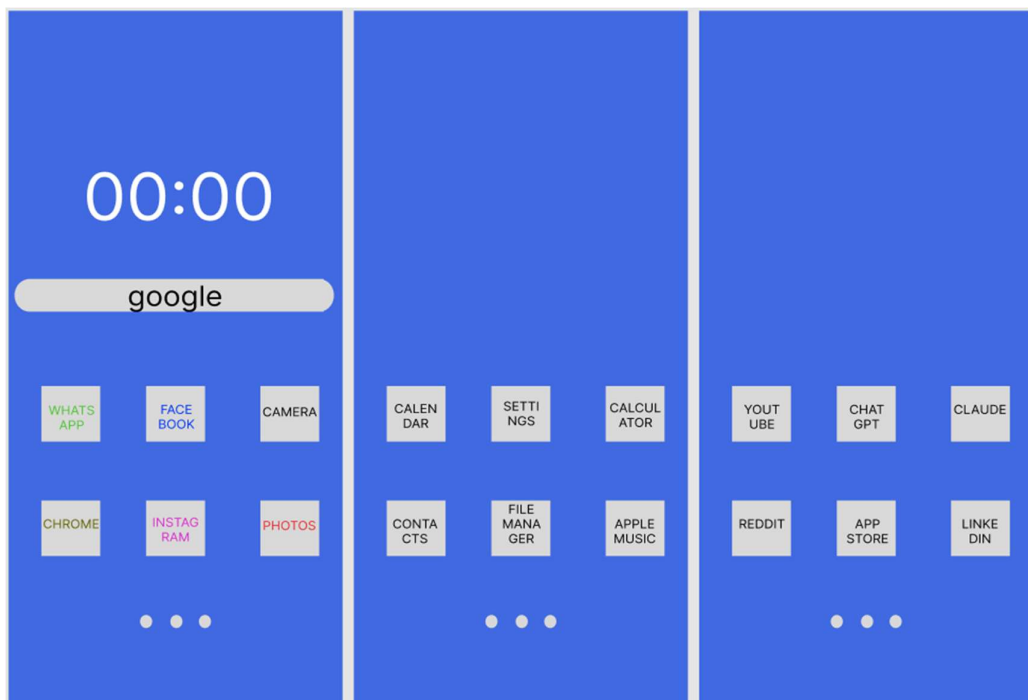 00:00
google
WHATS
APP
FACE
BOOK
CAMERA
CHROME
INSTAG
RAM
PHOTOS
CALEN
DAR
SETTI
NGS
CALCUL
ATOR
CONTA
CTS
FILE
MANA
GER
APPLE
MUSIC
YOUT
UBE
CHAT
GPT
CLAUDE
REDDIT
APP
STORE
LINKE
DIN